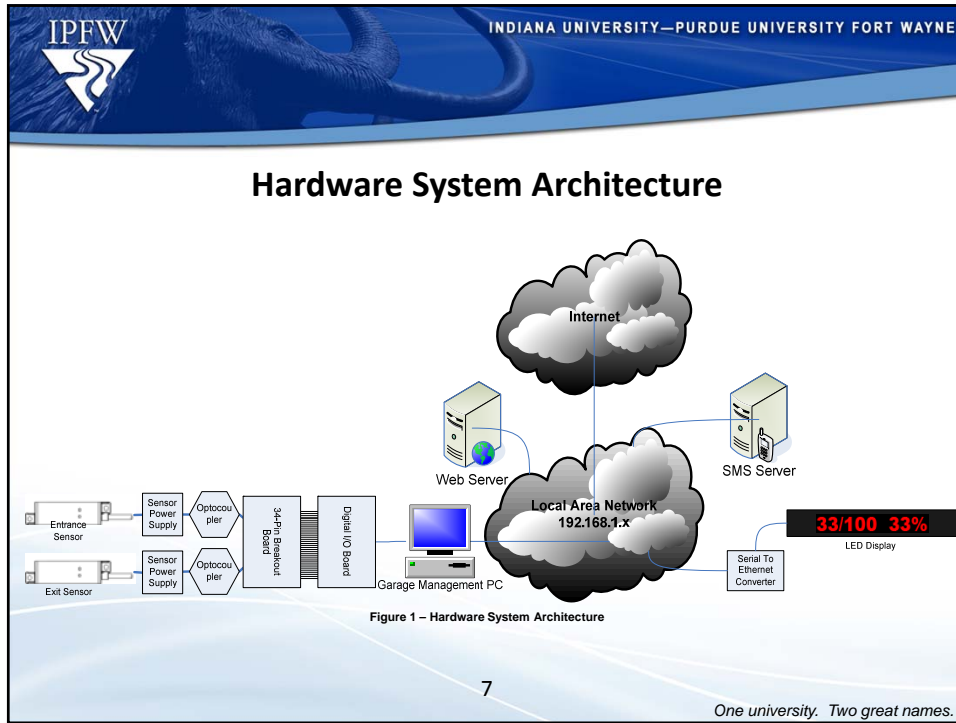 IPFW
INDIANA UNIVERSITY—PURDUE UNIVERSITY FORT WAYNE
Hardware System Architecture
Internet
Web Server
SMS Server
Local Area Network
192.168.1.x
Entrance
Sensor
Sensor
Power
Supply
Optocou
pler
Exit Sensor
Sensor
Power
Supply
Optocou
pler
34-Pin Breakout
Board
Digital I/O Board
Garage Management PC
Serial To
Ethernet
Converter
33/100 33%
LED Display
Figure 1 – Hardware System Architecture
7
One university. Two great names.